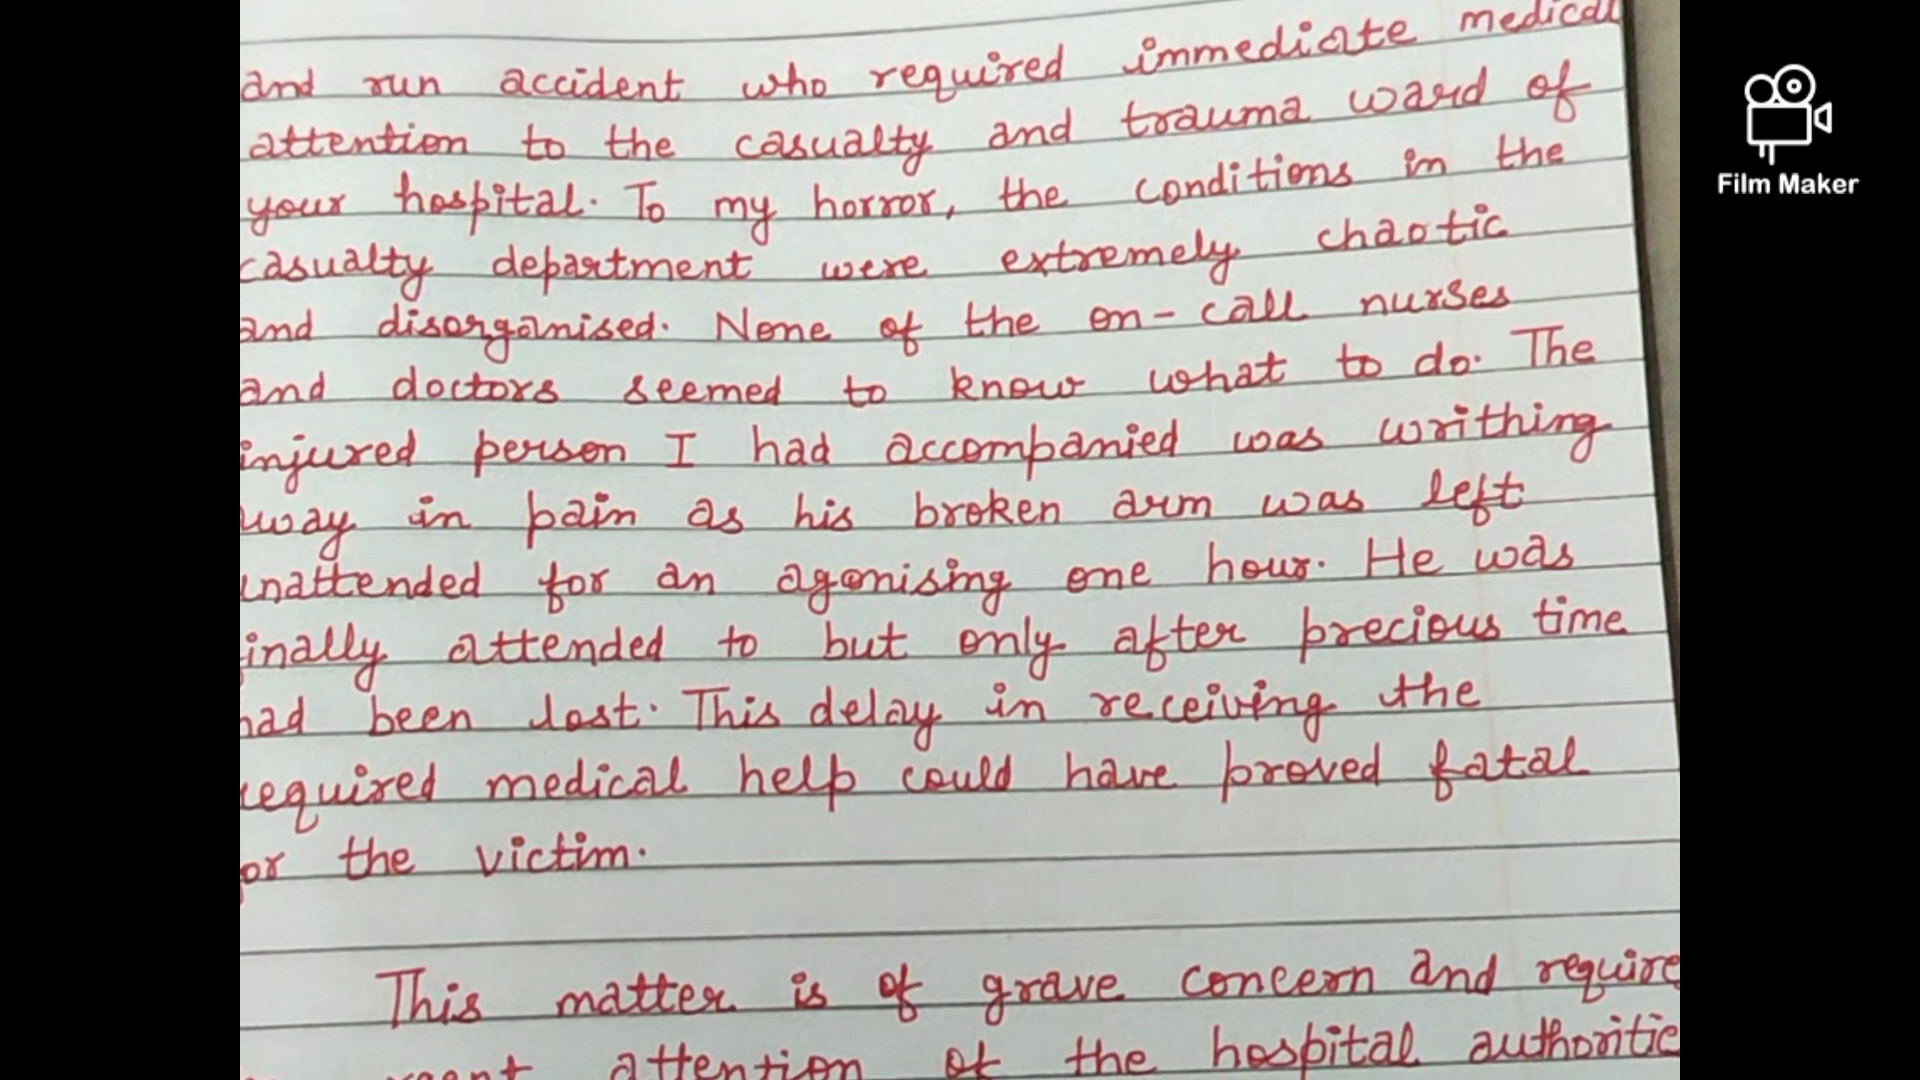 and run accident who required immediate medical
attention to the casualty and trauma ward of
your hospital. To my horror, the conditions in the
casualty department were extremely chaotic
and disorganised. None of the on-call nurses
and doctors seemed to know what to do. The
injured person I had accompanied was writhing
way in pain as his broken arm was left
unattended for an agonising one hour. He was
inally attended to but only after precious time
had been lost. This delay in receiving the
required medical help could have proved fatal
or the victim.
This matter is of grave concern and require
attention of the hospital authoritie
Film Maker